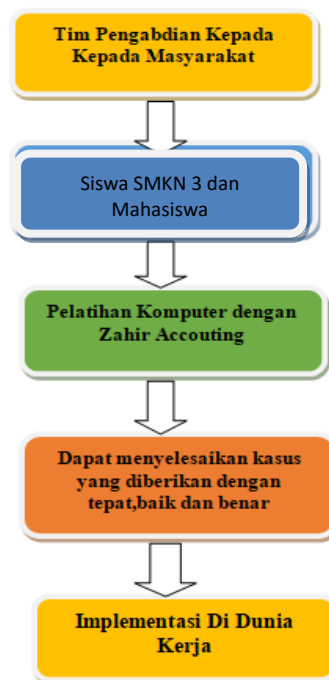 Tim Pengabdian Kepada
Kepada Masyarakat
Siswa SMKN 3 dan
Mahasiswa
Pelatihan Komputer dengan
Zahir Accouting
Dapat menyelesaikan kasus
yang diberikan dengan
tepat,baik dan benar
Implementasi Di Dunia
Kerja